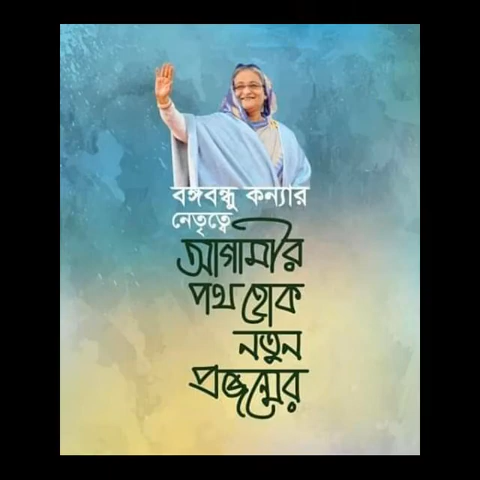 বঙ্গবন্ধু কন্যার
নেতৃত্বে
আগামীর
পথ হোক
নতুন
প্রজন্মের